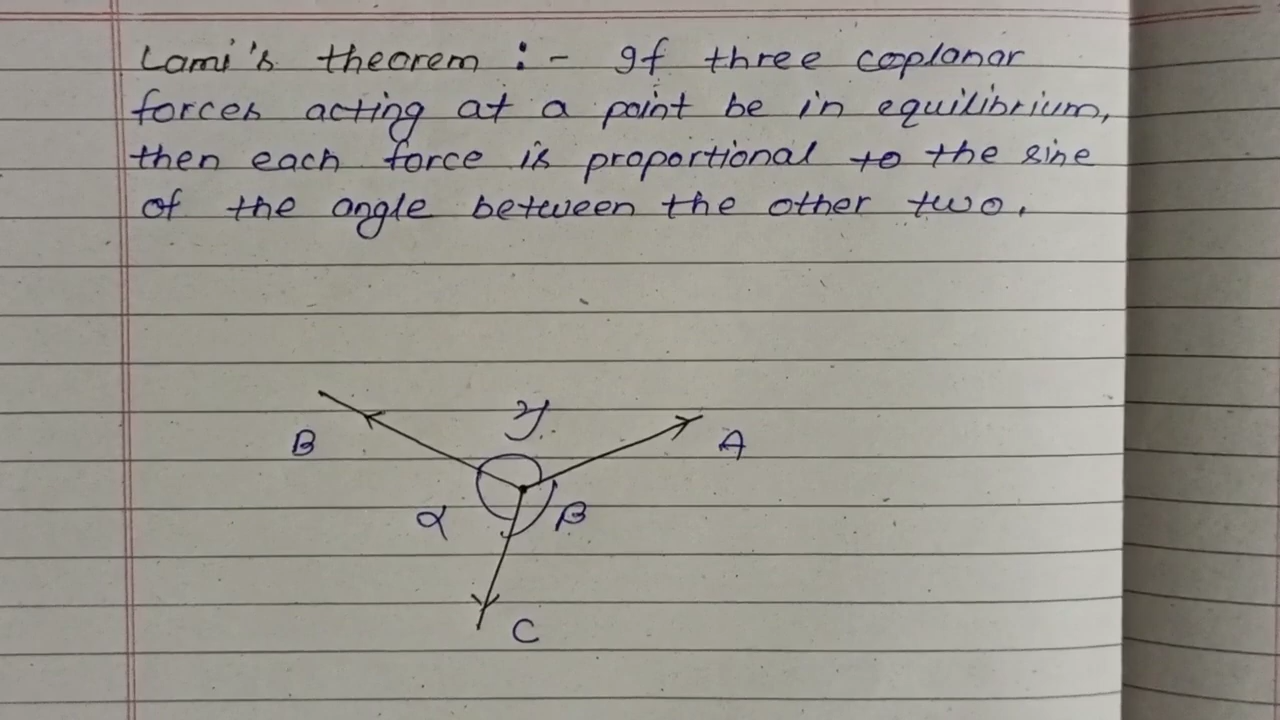 Lami's theorem :- If three coplanar
forces acting at a point be in equilibrium,
then each force is proportional to the sine
of the angle between the other two.
γ
B
A
α
β
C